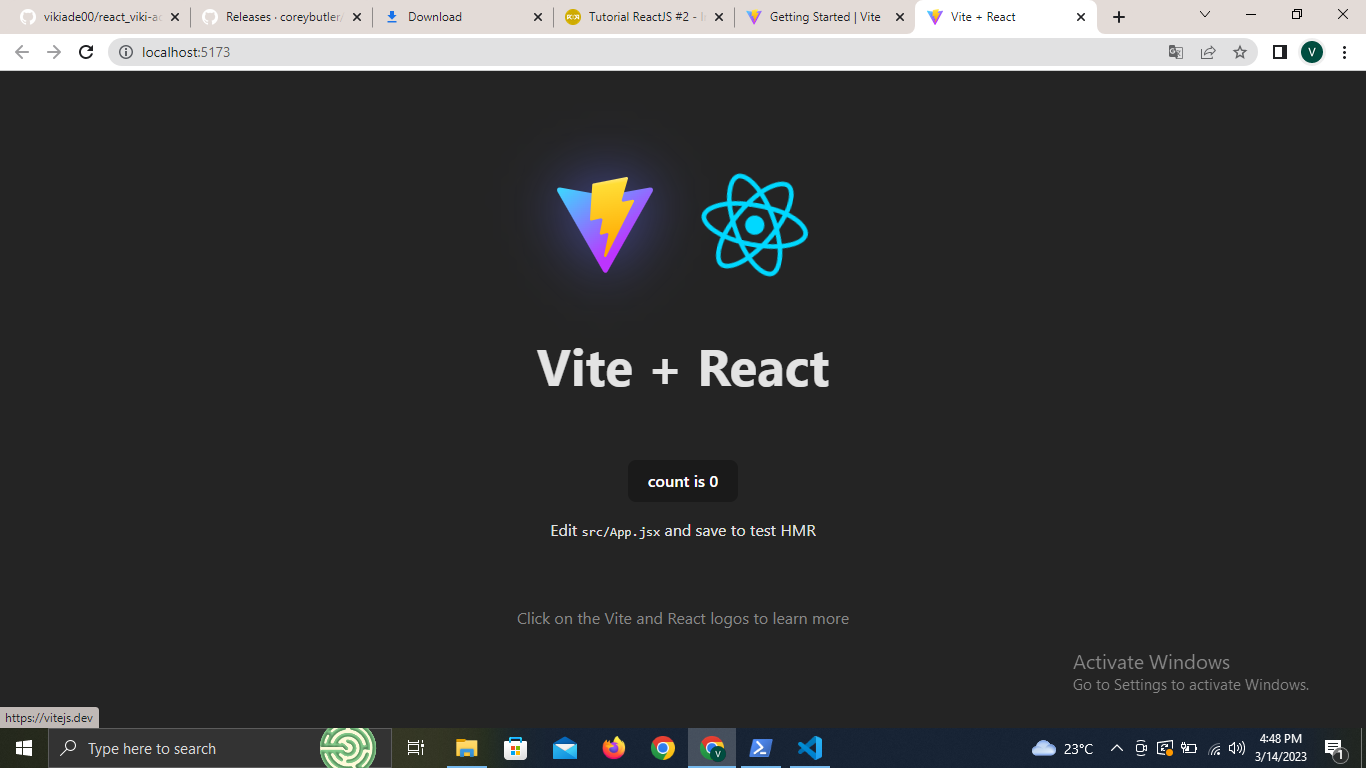 vikiade00/react_viki-ac
Releases · coreybutler/
Download
Tutorial ReactJS #2 - I
Getting Started | Vite
Vite + React
localhost:5173
V
Vite + React
count is 0
Edit src/App.jsx and save to test HMR
Click on the Vite and React logos to learn more
Activate Windows
Go to Settings to activate Windows.
https://vitejs.dev
Type here to search
V
23°C
4:48 PM
3/14/2023
1